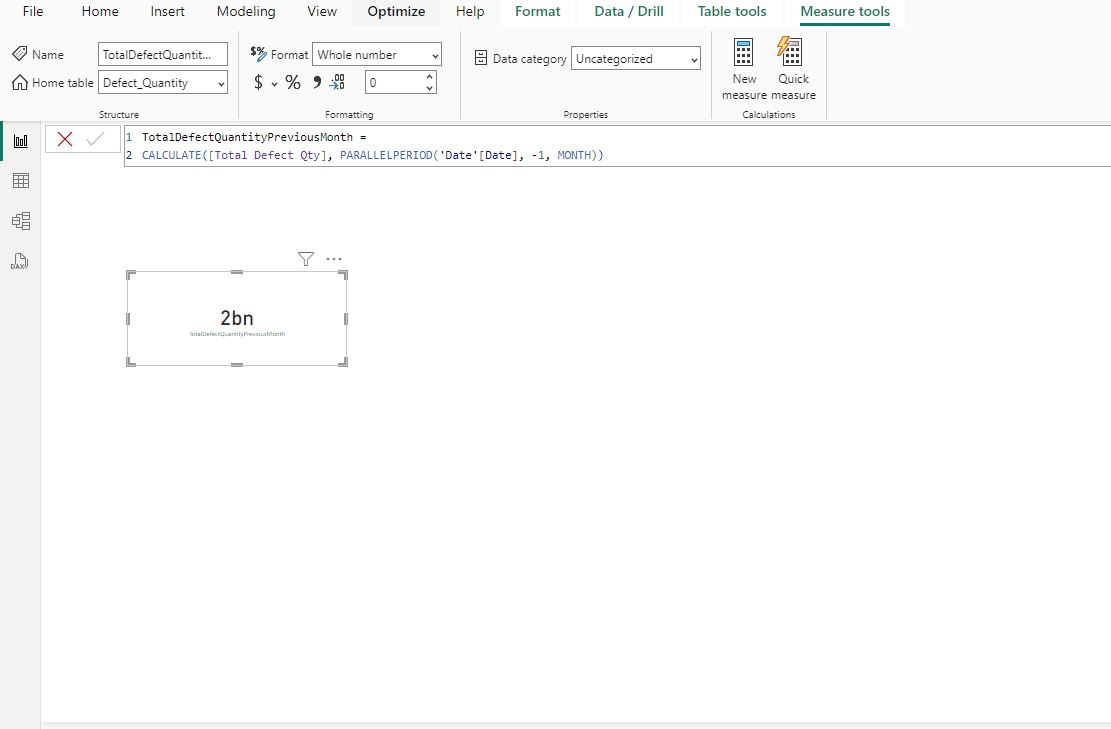 File Home Insert Modeling View Optimize Help Format Data / Drill Table tools Measure tools
Name TotalDefectQuantit... $% Format Whole number Data category Uncategorized New measure Quick measure
Home table Defect_Quantity $ % 9 .00 0
Structure Formatting Properties Calculations
1 TotalDefectQuantityPreviousMonth =
2 CALCULATE([Total Defect Qty], PARALLELPERIOD('Date'[Date], -1, MONTH))
DAX
2bn
TotalDefectQuantityPreviousMonth